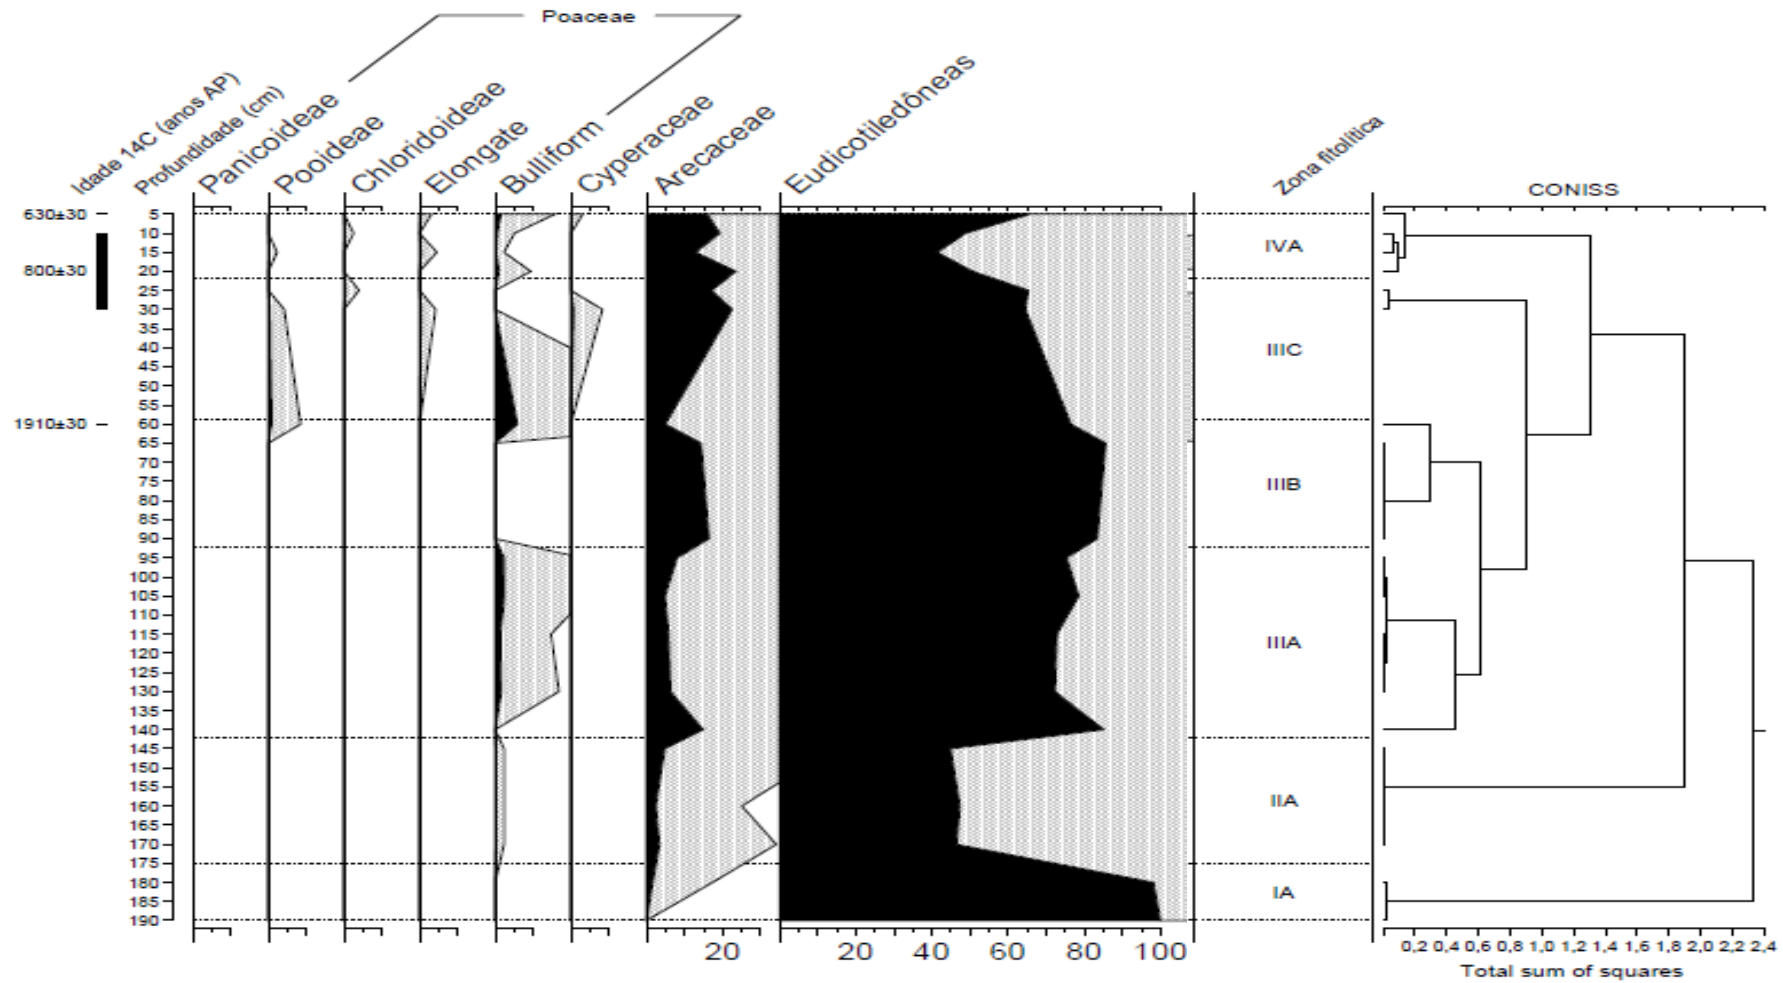 Poaceae
Idade 14C (anos AP)
Profundidade (cm)
Panicoideae
Pooideae
Chloridoideae
Elongate
Bulliform
Cyperaceae
Arecaceae
Eudicotiledôneas
Zona fitolítica
CONISS
630±30
800±30
1910±30
5
10
15
20
25
30
35
40
45
50
55
60
65
70
75
80
85
90
95
100
105
110
115
120
125
130
135
140
145
150
155
160
165
170
175
180
185
190
IVA
IIIC
IIIB
IIIA
IIA
IA
20
20 40 60 80 100
0,2 0,4 0,6 0,8 1,0 1,2 1,4 1,6 1,8 2,0 2,2 2,4
Total sum of squares